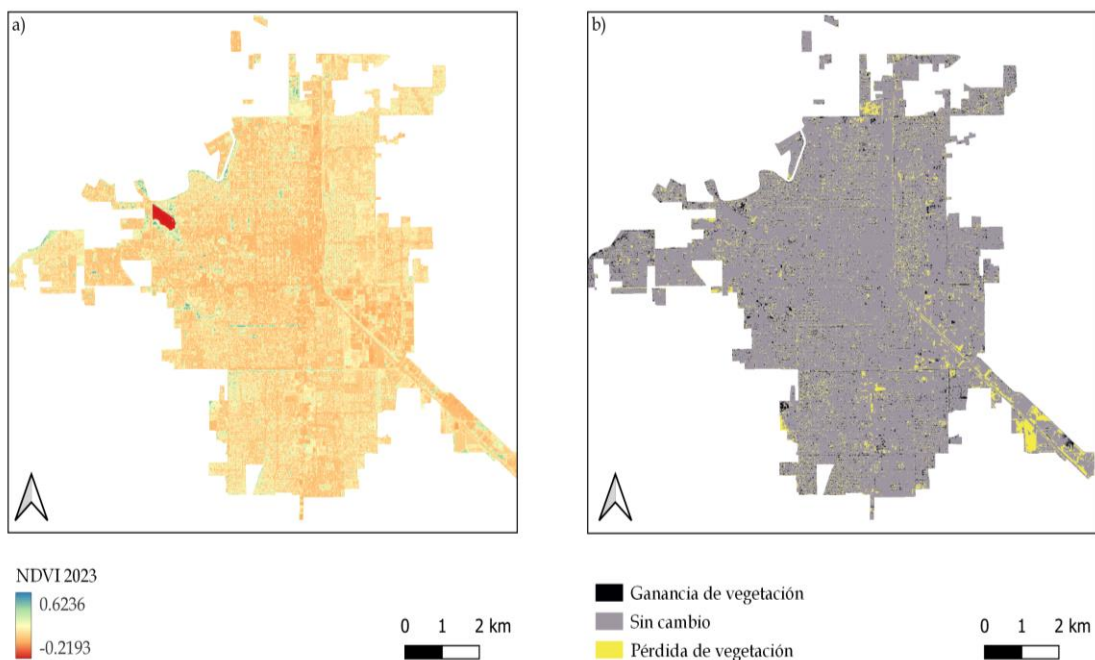 a)
b)
NDVI 2023
0.6236
-0.2193
0 1 2 km
Ganancia de vegetación
Sin cambio
Pérdida de vegetación
0 1 2 km